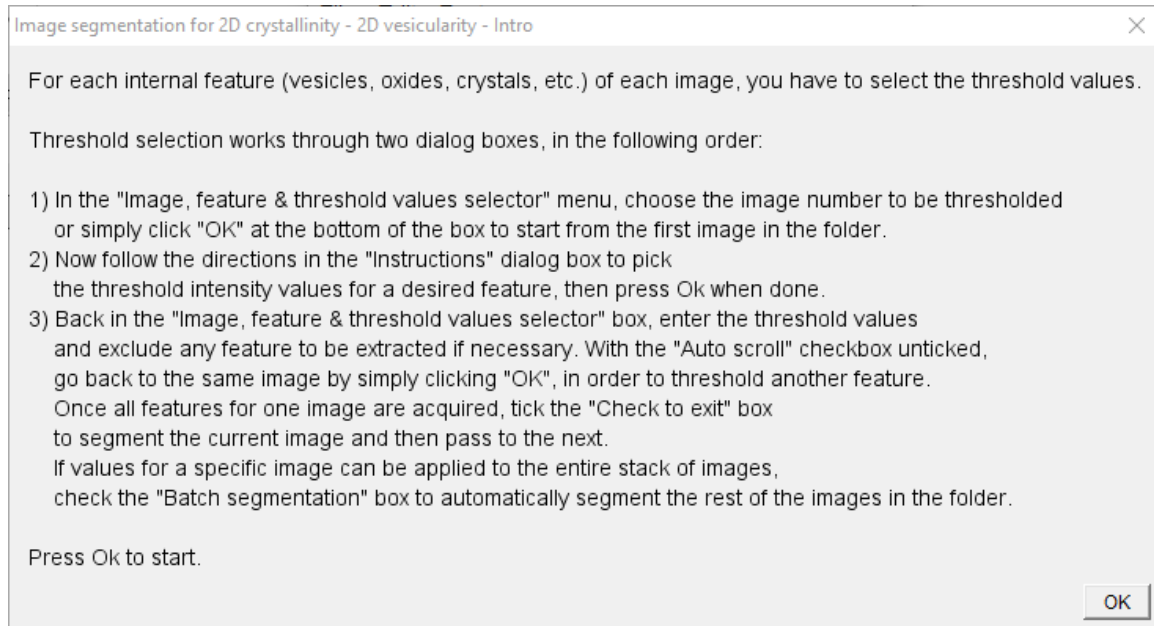 Image segmentation for 2D crystallinity - 2D vesicularity - Intro
For each internal feature (vesicles, oxides, crystals, etc.) of each image, you have to select the threshold values.
Threshold selection works through two dialog boxes, in the following order:
1) In the "Image, feature & threshold values selector" menu, choose the image number to be thresholded
or simply click "OK" at the bottom of the box to start from the first image in the folder.
2) Now follow the directions in the "Instructions" dialog box to pick
the threshold intensity values for a desired feature, then press Ok when done.
3) Back in the "Image, feature & threshold values selector" box, enter the threshold values
and exclude any feature to be extracted if necessary. With the "Auto scroll" checkbox unticked,
go back to the same image by simply clicking "OK", in order to threshold another feature.
Once all features for one image are acquired, tick the "Check to exit" box
to segment the current image and then pass to the next.
If values for a specific image can be applied to the entire stack of images,
check the "Batch segmentation" box to automatically segment the rest of the images in the folder.
Press Ok to start.
OK